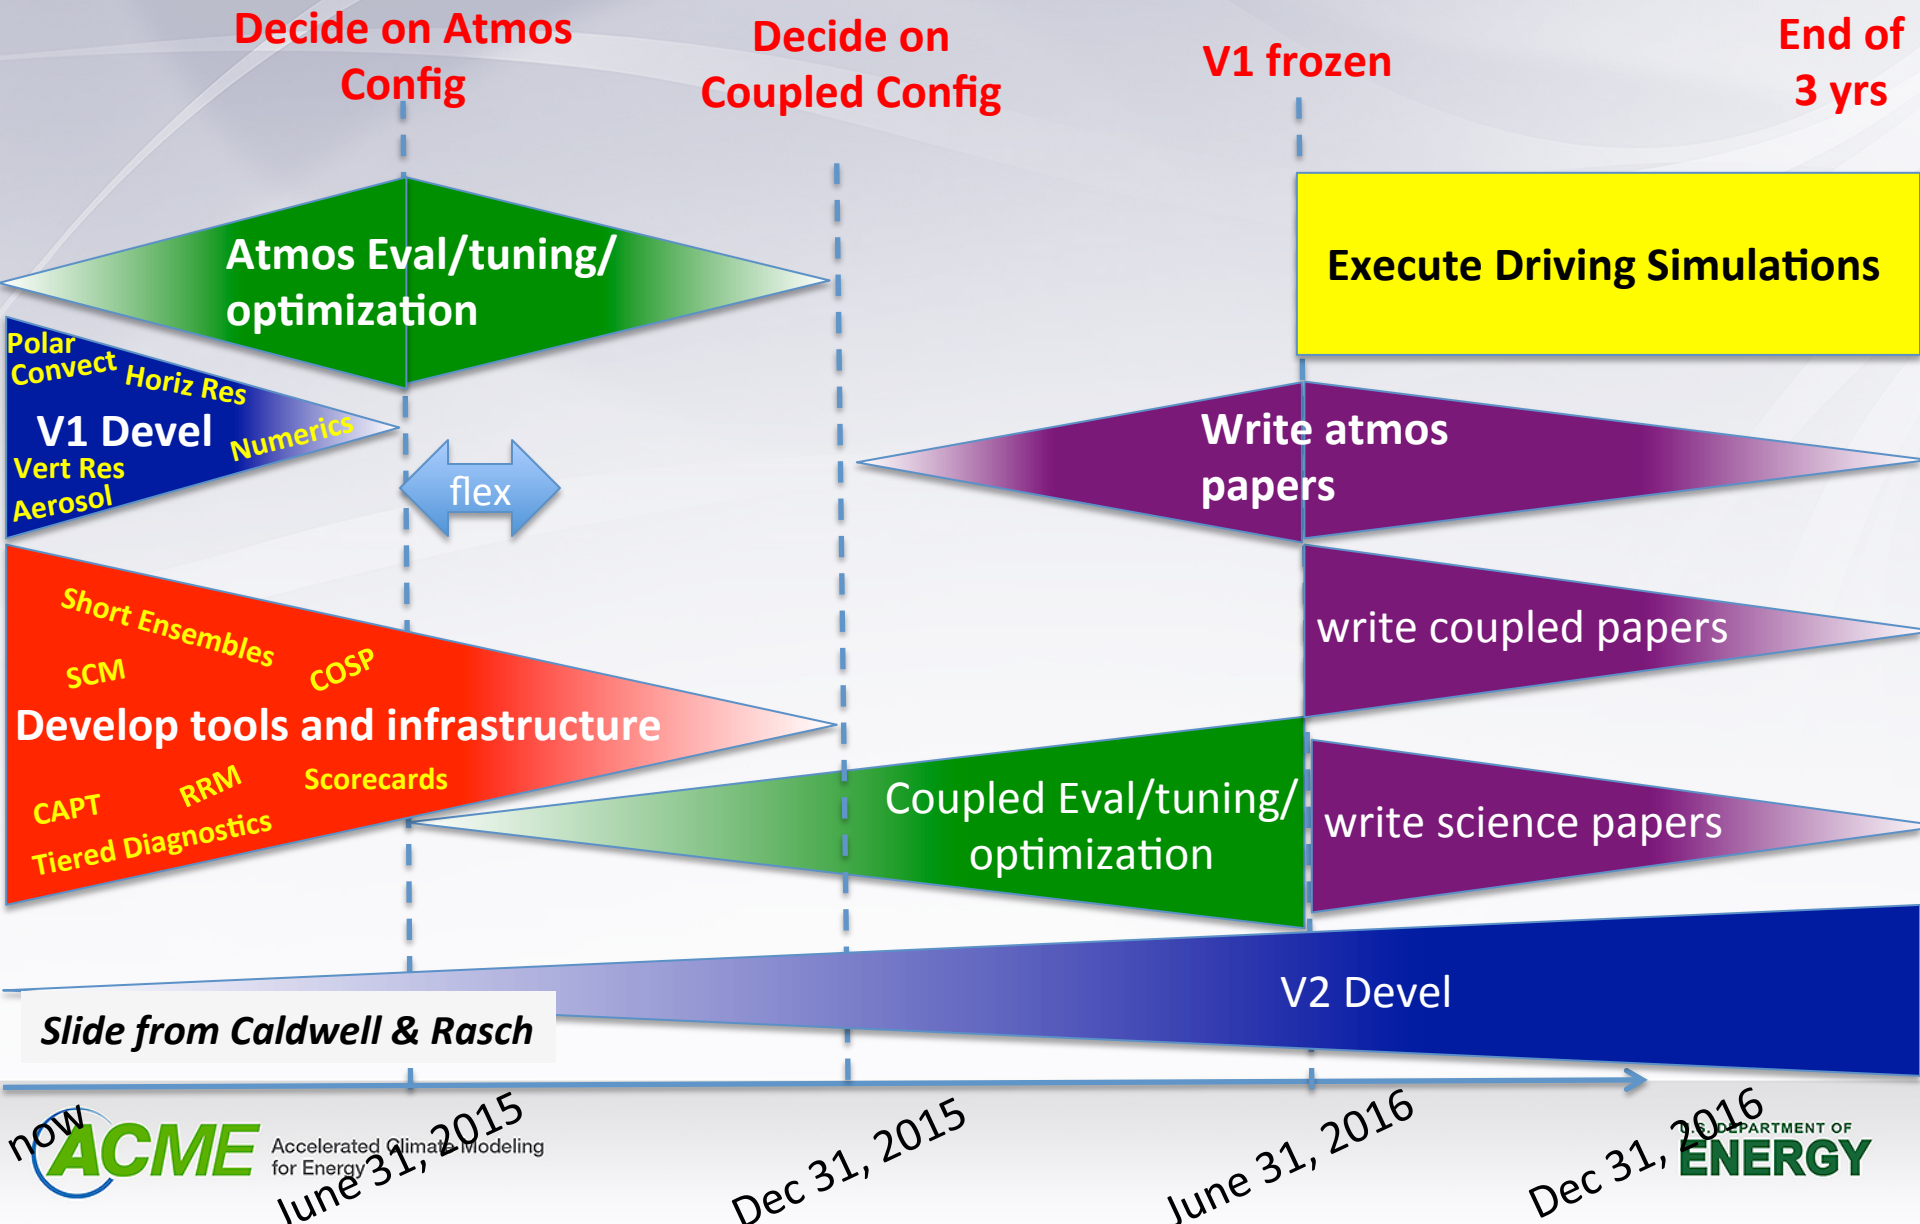 Decide on Atmos
Config
Decide on
Coupled Config
V1 frozen
End of
3 yrs
Atmos Eval/tuning/
optimization
Execute Driving Simulations
Polar
Convect
Horiz Res
V1 Devel
Numerics
Vert Res
Aerosol
flex
Write atmos
papers
Short Ensembles
SCM
COSP
Develop tools and infrastructure
CAPT
RRM
Scorecards
Tiered Diagnostics
write coupled papers
Coupled Eval/tuning/
optimization
write science papers
V2 Devel
Slide from Caldwell & Rasch
now
June 31, 2015
Dec 31, 2015
June 31, 2016
Dec 31, 2016
ACME
Accelerated Climate Modeling
for Energy
U.S. DEPARTMENT OF
ENERGY